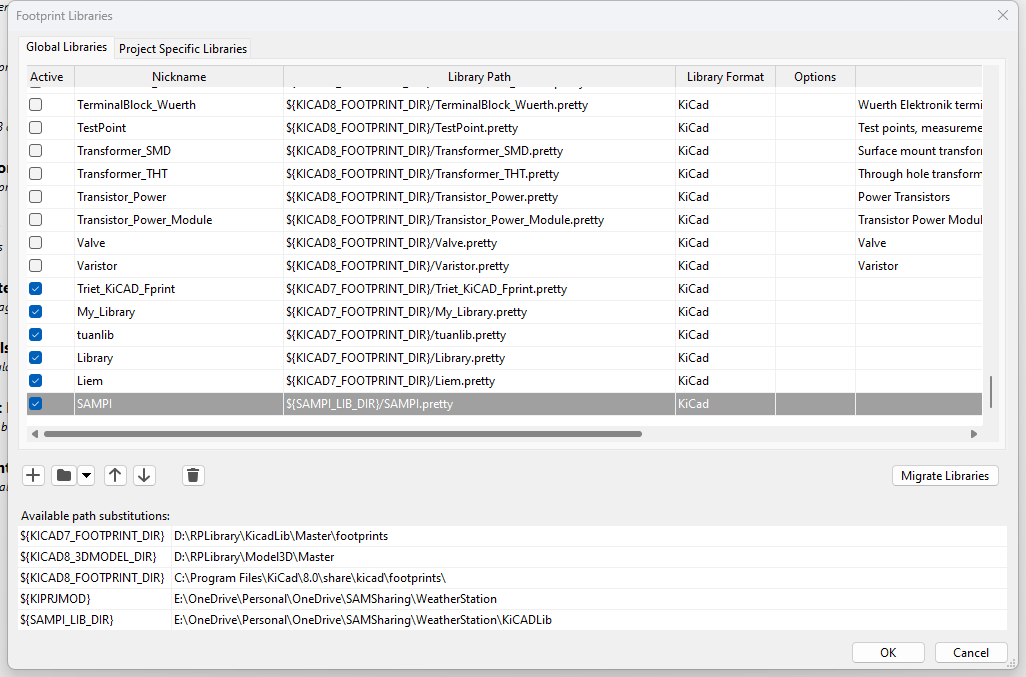 Footprint Libraries
Global Libraries Project Specific Libraries
Active Nickname Library Path Library Format Options
TerminalBlock_Wuerth ${KICAD8_FOOTPRINT_DIR}/TerminalBlock_Wuerth.pretty KiCad Wuerth Elektronik termi
TestPoint ${KICAD8_FOOTPRINT_DIR}/TestPoint.pretty KiCad Test points, measureme
Transformer_SMD ${KICAD8_FOOTPRINT_DIR}/Transformer_SMD.pretty KiCad Surface mount transfor
Transformer_THT ${KICAD8_FOOTPRINT_DIR}/Transformer_THT.pretty KiCad Through hole transform
Transistor_Power ${KICAD8_FOOTPRINT_DIR}/Transistor_Power.pretty KiCad Power Transistors
Transistor_Power_Module ${KICAD8_FOOTPRINT_DIR}/Transistor_Power_Module.pretty KiCad Transistor Power Modul
Valve ${KICAD8_FOOTPRINT_DIR}/Valve.pretty KiCad Valve
Varistor ${KICAD8_FOOTPRINT_DIR}/Varistor.pretty KiCad Varistor
Triet_KiCAD_Fprint ${KICAD7_FOOTPRINT_DIR}/Triet_KiCAD_Fprint.pretty KiCad
My_Library ${KICAD7_FOOTPRINT_DIR}/My_Library.pretty KiCad
tuanlib ${KICAD7_FOOTPRINT_DIR}/tuanlib.pretty KiCad
Library ${KICAD7_FOOTPRINT_DIR}/Library.pretty KiCad
Liem ${KICAD7_FOOTPRINT_DIR}/Liem.pretty KiCad
SAMPI ${SAMPI_LIB_DIR}/SAMPI.pretty KiCad
Migrate Libraries
Available path substitutions:
${KICAD7_FOOTPRINT_DIR} D:\RPLibrary\KicadLib\Master\footprints
${KICAD8_3DMODEL_DIR} D:\RPLibrary\Model3D\Master
${KICAD8_FOOTPRINT_DIR} C:\Program Files\KiCad\8.0\share\kicad\footprints\
${KIPRJMOD} E:\OneDrive\Personal\OneDrive\SAMSharing\WeatherStation
${SAMPI_LIB_DIR} E:\OneDrive\Personal\OneDrive\SAMSharing\WeatherStation\KiCADLib
OK Cancel